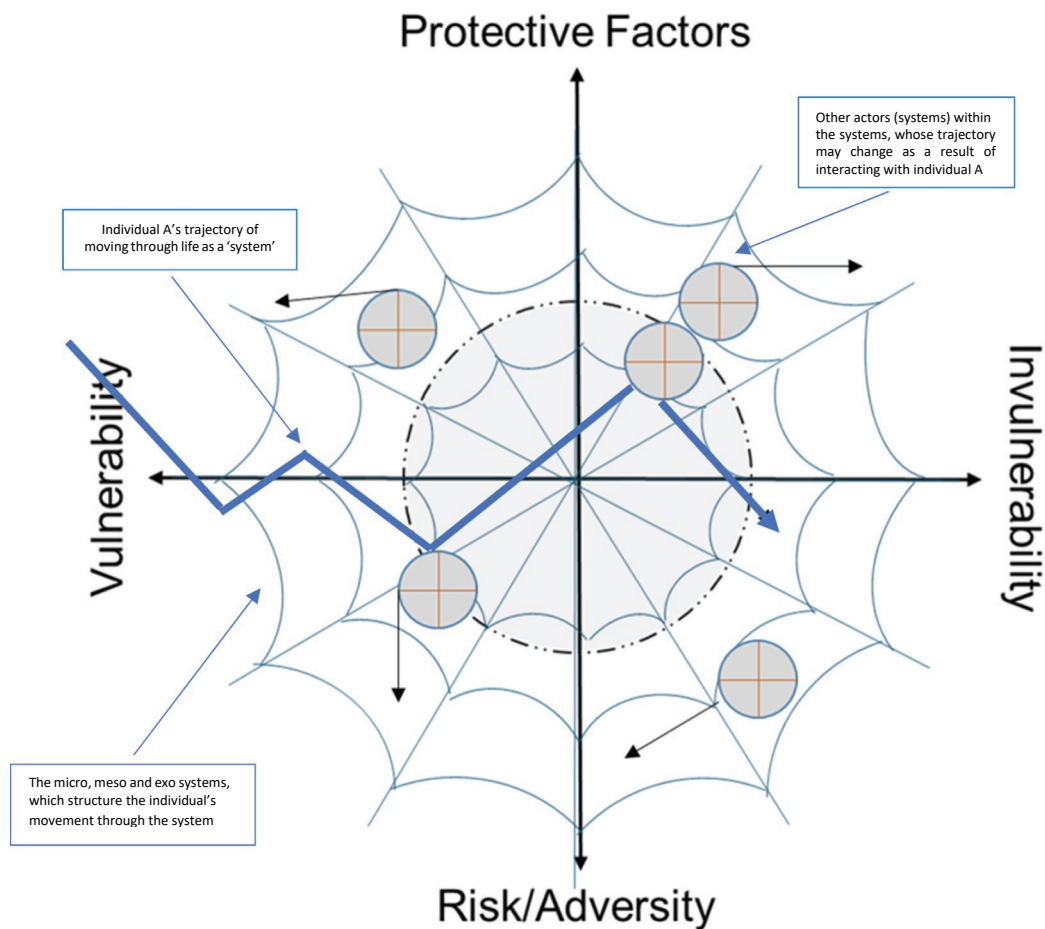 Protective Factors
Other actors (systems) within
the systems, whose trajectory
may change as a result of
interacting with individual A
Individual A's trajectory of
moving through life as a ‘system’
Vulnerability
Invulnerability
The micro, meso and exo systems,
which structure the individual's
movement through the system
Risk/Adversity